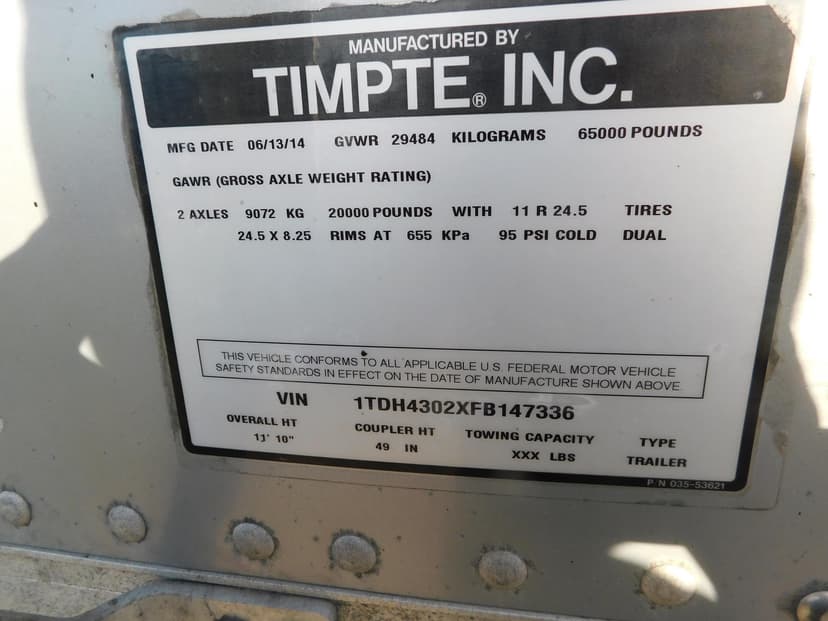 MANUFACTURED BY
TIMPTE® INC.
MFG DATE 06/13/14 GVWR 29484 KILOGRAMS 65000 POUNDS
GAWR (GROSS AXLE WEIGHT RATING)
2 AXLES 9072 KG 20000 POUNDS WITH 11 R 24.5 TIRES
24.5 X 8.25 RIMS AT 655 KPa 95 PSI COLD DUAL
THIS VEHICLE CONFORMS TO ALL APPLICABLE U.S. FEDERAL MOTOR VEHICLE
SAFETY STANDARDS IN EFFECT ON THE DATE OF MANUFACTURE SHOWN ABOVE
VIN 1TDH4302XFB147336
OVERALL HT COUPLER HT TOWING CAPACITY TYPE
11' 10" 49 IN XXX LBS TRAILER
P/N 035-53621